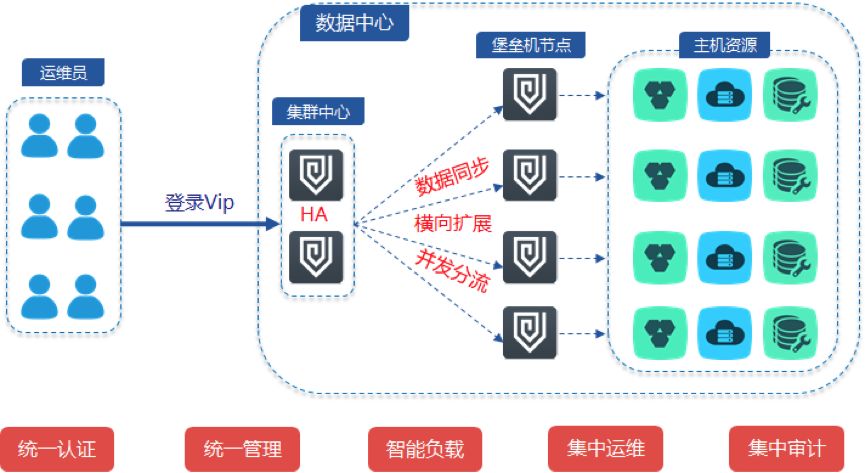 数据中心
运维员
堡垒机节点
主机资源
集群中心
登录Vip
HA
数据同步
横向扩展
并发分流
统一认证
统一管理
智能负载
集中运维
集中审计